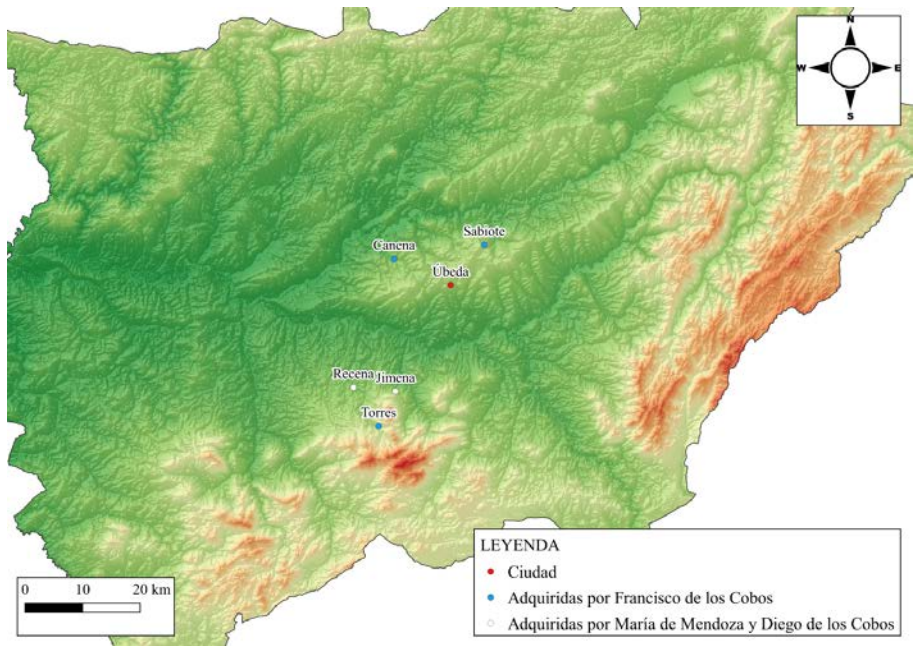 N
W E
S
Sabiote
Canena
Úbeda
Recena
Jimena
Torres
LEYENDA
Ciudad
Adquiridas por Francisco de los Cobos
Adquiridas por María de Mendoza y Diego de los Cobos
0 10 20 km